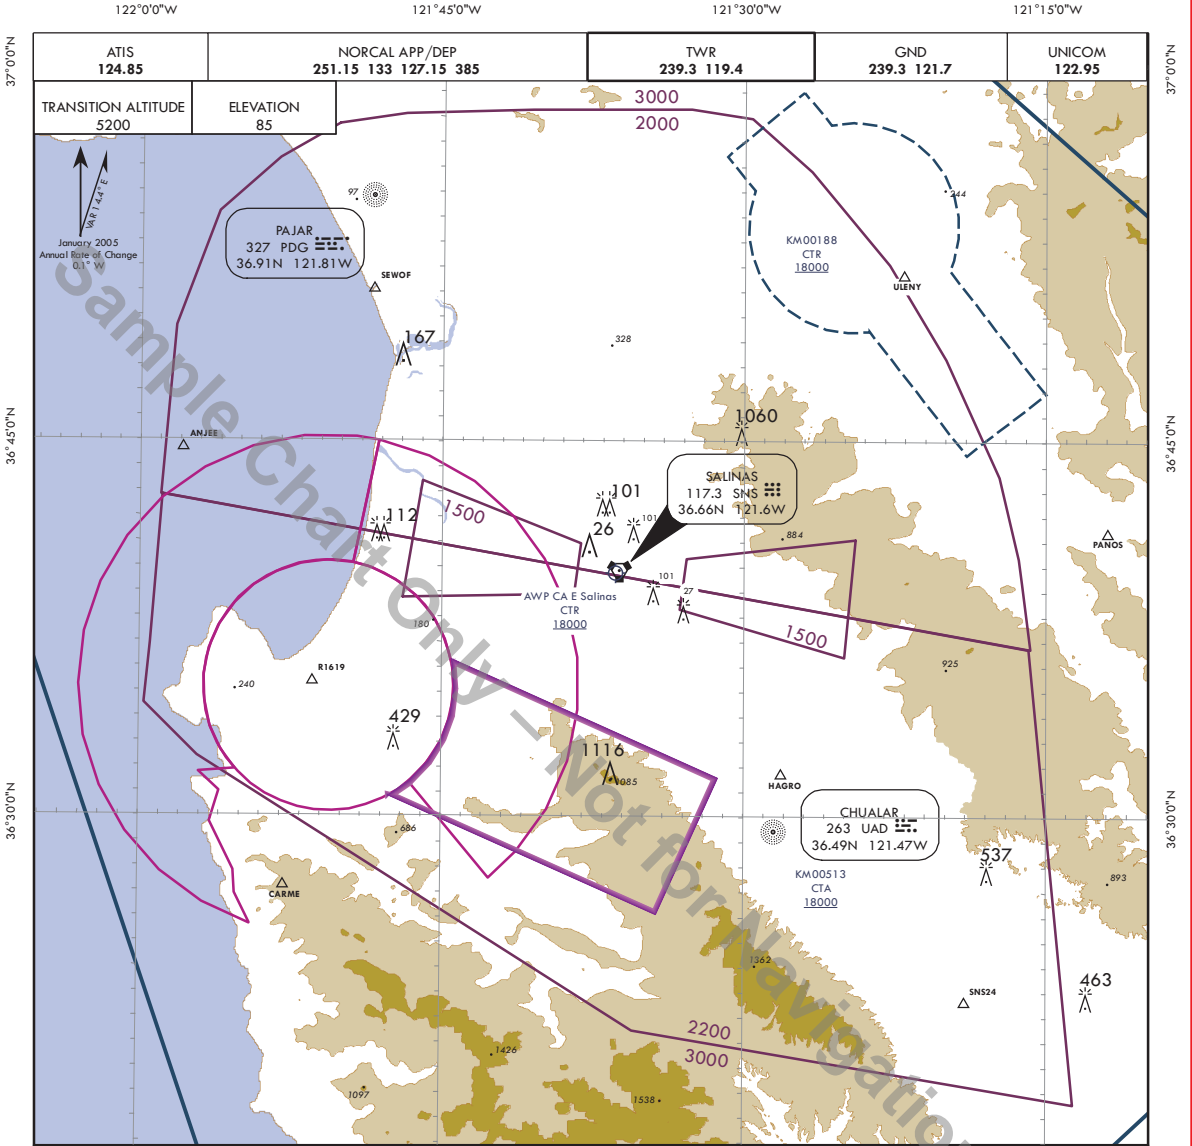 122°0'0"W
121°45'0"W
121°30'0"W
121°15'0"W
37°0'0"N
37°0'0"N
ATIS
124.85
NORCAL APP/DEP
251.15 133 127.15 385
TWR
239.3 119.4
GND
239.3 121.7
UNICOM
122.95
TRANSITION ALTITUDE
5200
ELEVATION
85
3000
2000
VAR 14.4° E
January 2005
Annual Rate of Change
0.1° W
97
244
PAJAR
327 PDG
36.91N 121.81W
KM00188
CTR
18000
SEWOF
ULENY
167
328
1060
36°45'0"N
36°45'0"N
ANJEE
SALINAS
117.3 SNS
36.66N 121.6W
101
1500
112
101
26
884
PANOS
101
27
AWP CA E Salinas
CTR
18000
180
1500
R1619
240
925
429
1116
1085
HAGRO
36°30'0"N
36°30'0"N
CHUALAR
263 UAD
36.49N 121.47W
686
537
KM00513
CTA
18000
893
CARME
1362
463
SNS24
2200
3000
1426
1097
1538
Sample Chart Only – Not for Navigation